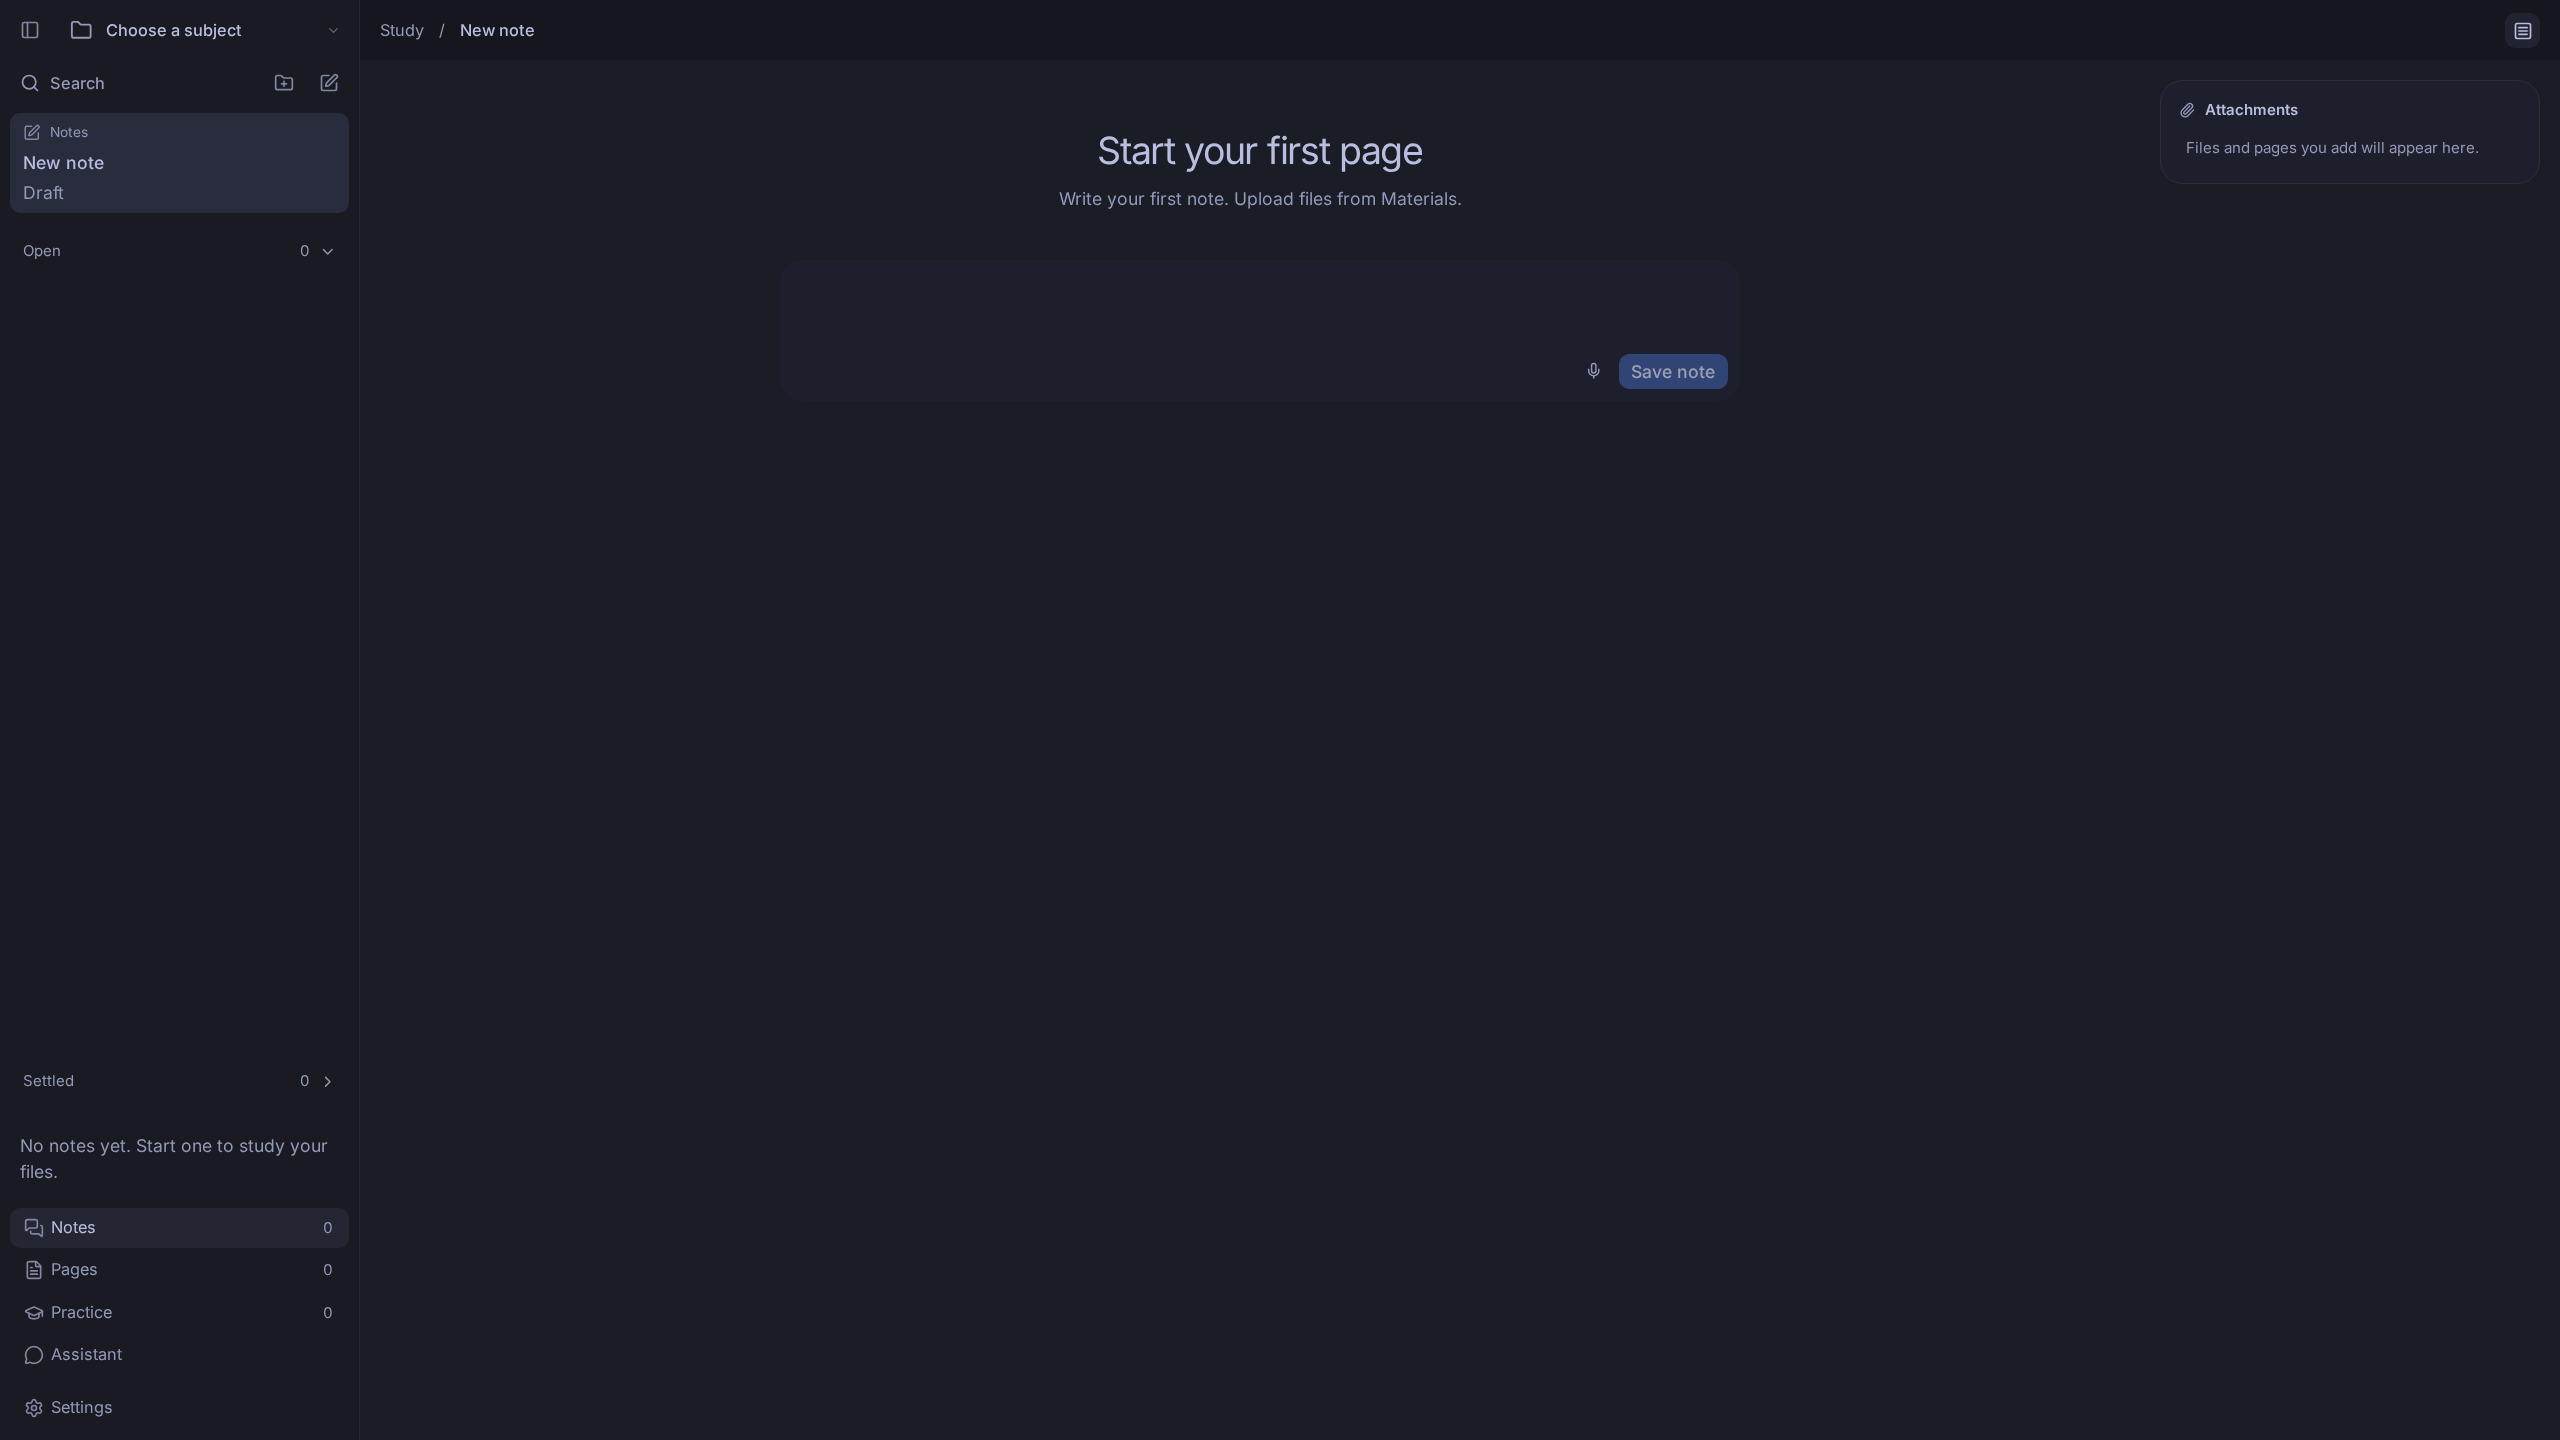 Choose a subject
Search
Notes
New note
Draft
Open 0
Settled 0
No notes yet. Start one to study your
files.
Notes 0
Pages 0
Practice 0
Assistant
Settings
Study / New note
Start your first page
Write your first note. Upload files from Materials.
Save note
Attachments
Files and pages you add will appear here.